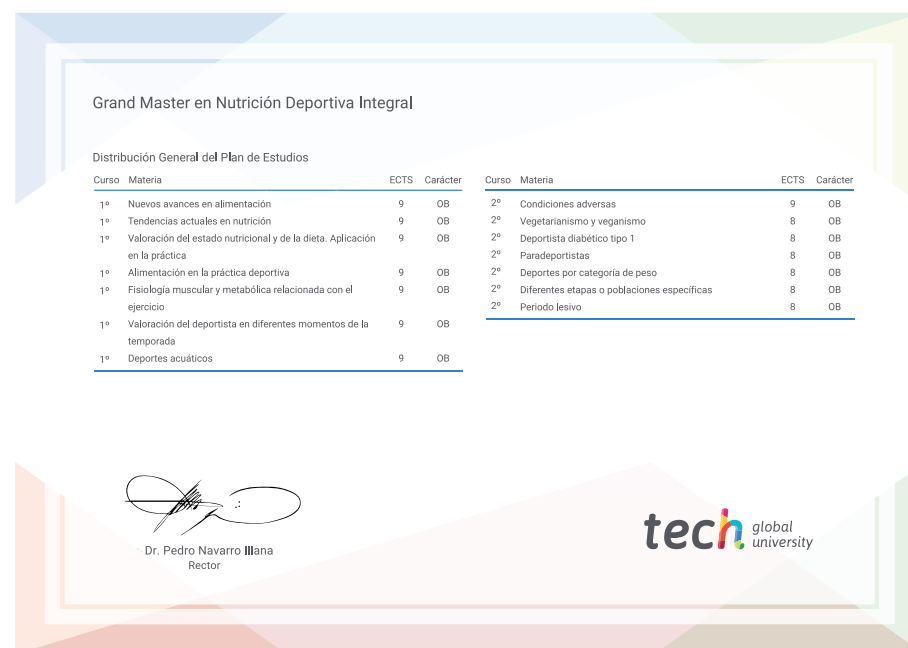 Grand Master en Nutrición Deportiva Integral
Distribución General del Plan de Estudios
Curso Materia ECTS Carácter
1º Nuevos avances en alimentación 9 OB
1º Tendencias actuales en nutrición 9 OB
1º Valoración del estado nutricional y de la dieta. Aplicación 9 OB
en la práctica
1º Alimentación en la práctica deportiva 9 OB
1º Fisiología muscular y metabólica relacionada con el 9 OB
ejercicio
1º Valoración del deportista en diferentes momentos de la 9 OB
temporada
1º Deportes acuáticos 9 OB
Curso Materia ECTS Carácter
2º Condiciones adversas 9 OB
2º Vegetarianismo y veganismo 8 OB
2º Deportista diabético tipo 1 8 OB
2º Paradeportistas 8 OB
2º Deportes por categoría de peso 8 OB
2º Diferentes etapas o poblaciones específicas 8 OB
2º Periodo lesivo 8 OB
Dr. Pedro Navarro Illana
Rector
tech global
university